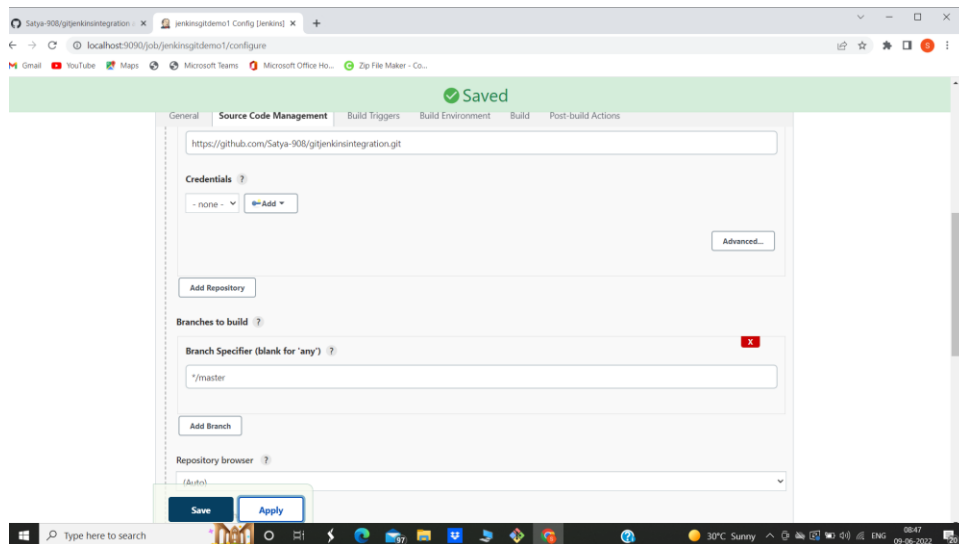 Satya-908/gitjenkinsintegration
jenkinsgitdemo1 Config [Jenkins]
localhost:9090/job/jenkinsgitdemo1/configure
S
Gmail YouTube Maps Microsoft Teams Microsoft Office Ho... Zip File Maker - Co...
Saved
General Source Code Management Build Triggers Build Environment Build Post-build Actions
https://github.com/Satya-908/gitjenkinsintegration.git
Credentials ?
- none - Add
Advanced...
Add Repository
Branches to build ?
X
Branch Specifier (blank for 'any') ?
*/master
Add Branch
Repository browser ?
(Auto)
Save Apply
Type here to search
97
30°C Sunny
ENG
08:47
09-06-2022
20